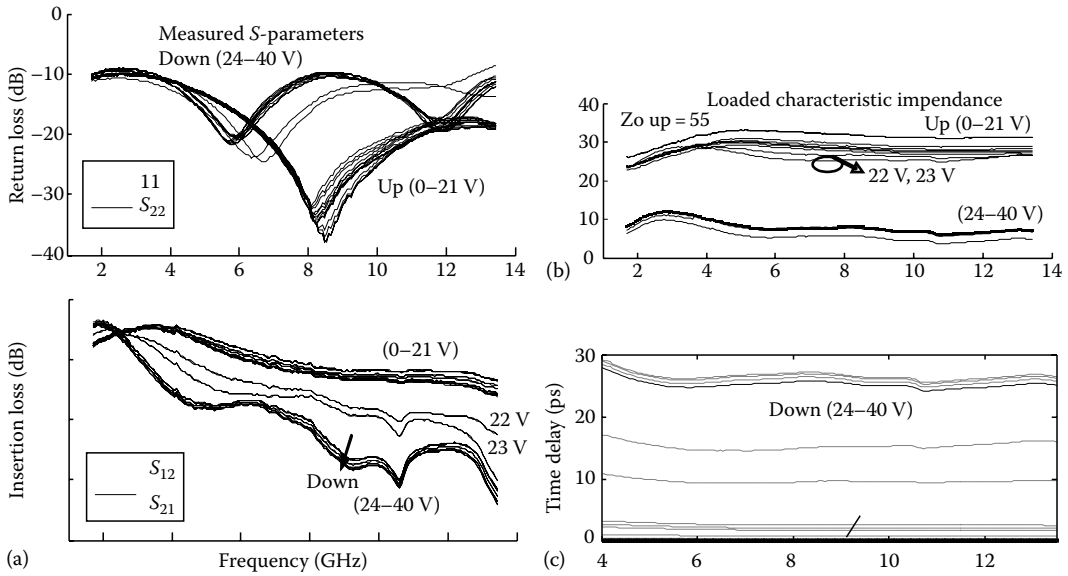 0
Measured S-parameters
Down (24–40 V)
−10
Return loss (dB)
−20
Up (0–21 V)
−30
11
S22
−40
2 4 6 8 10 12 14
40
Loaded characteristic impendance
Zo up = 55
Up (0–21 V)
30
22 V, 23 V
20
10
(24–40 V)
0
(b)
2 4 6 8 10 12 14
Insertion loss (dB)
(0–21 V)
22 V
23 V
S12
S21
Down
(24–40 V)
(a)
Frequency (GHz)
30
Time delay (ps)
Down (24–40 V)
20
10
0
(c)
4 6 8 10 12